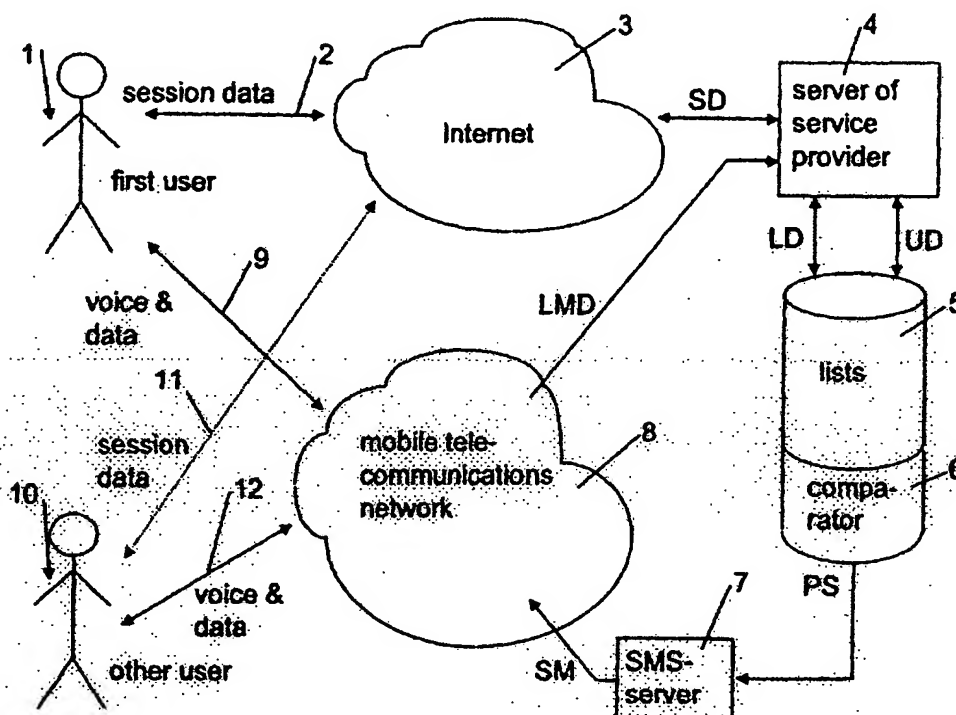 1
2
3
4
session data
SD
server of
service
provider
Internet
first user
LD
UD
9
voice &
data
LMD
5
lists
11
mobile tele-
communications
network
8
session
data
12
10
compa-
rator
6
PS
voice &
data
7
SM
SMS-
server
other user